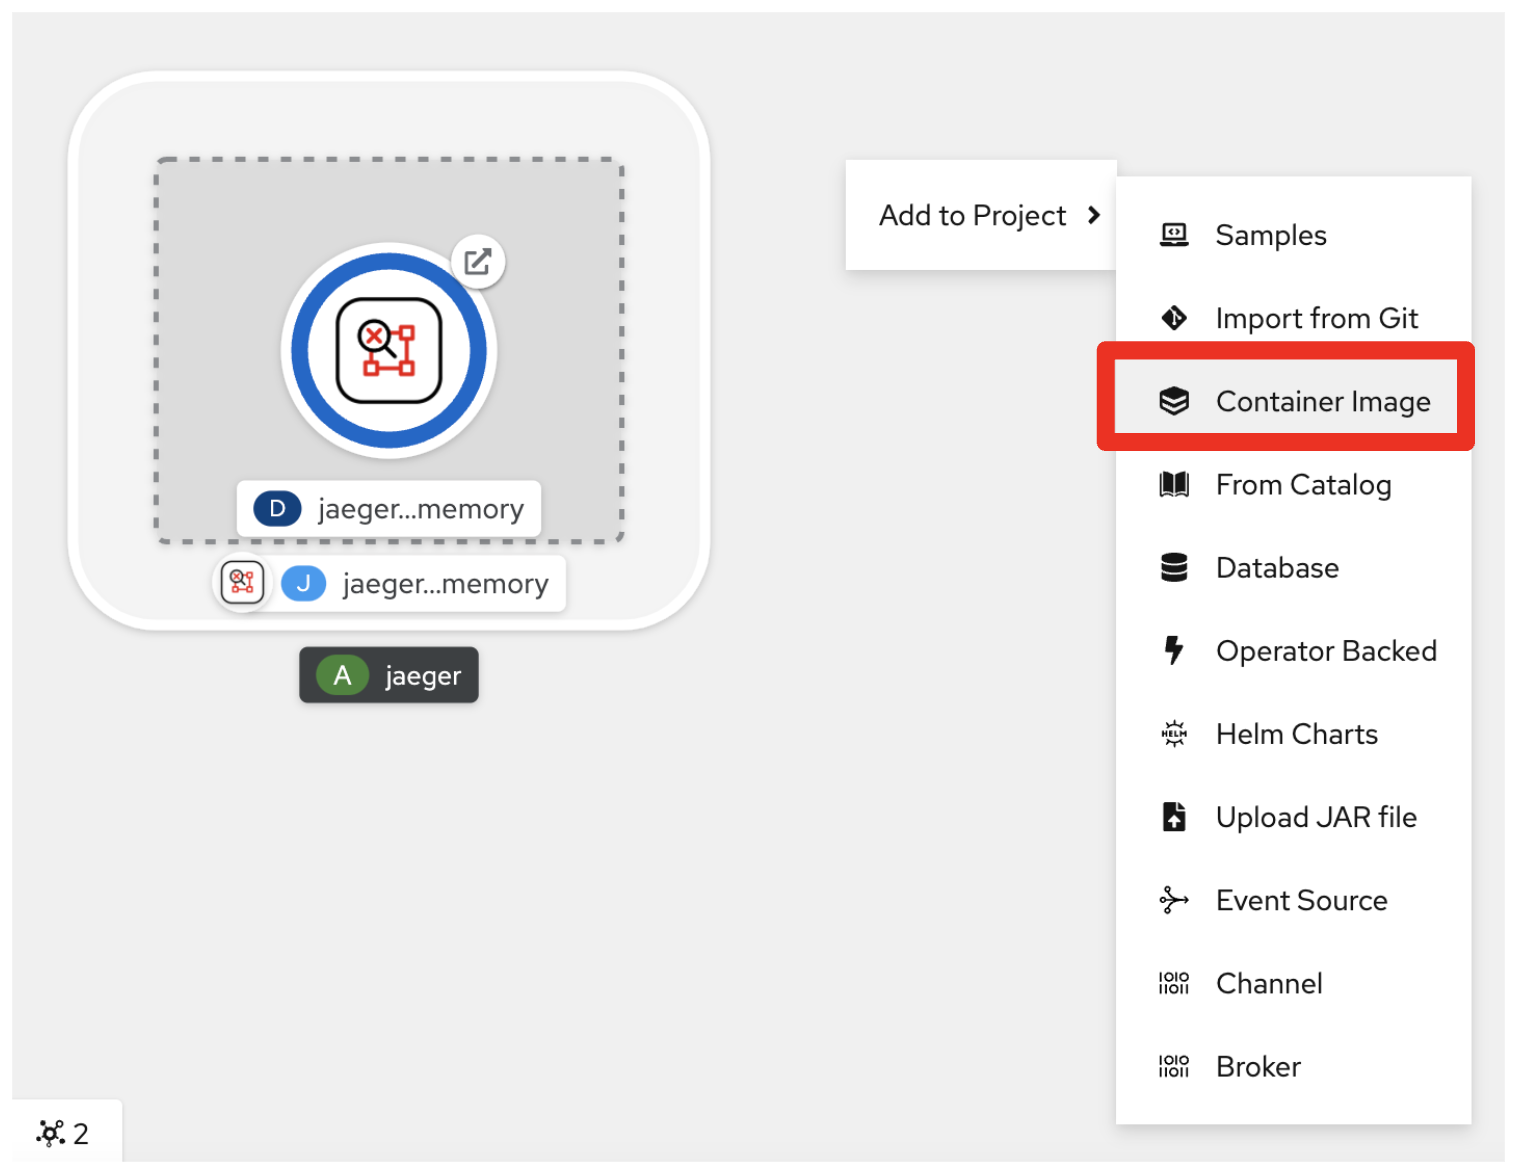 D jaeger...memory
J jaeger...memory
A jaeger
Add to Project
Samples
Import from Git
Container Image
From Catalog
Database
Operator Backed
HELM Helm Charts
Upload JAR file
Event Source
Channel
Broker
2